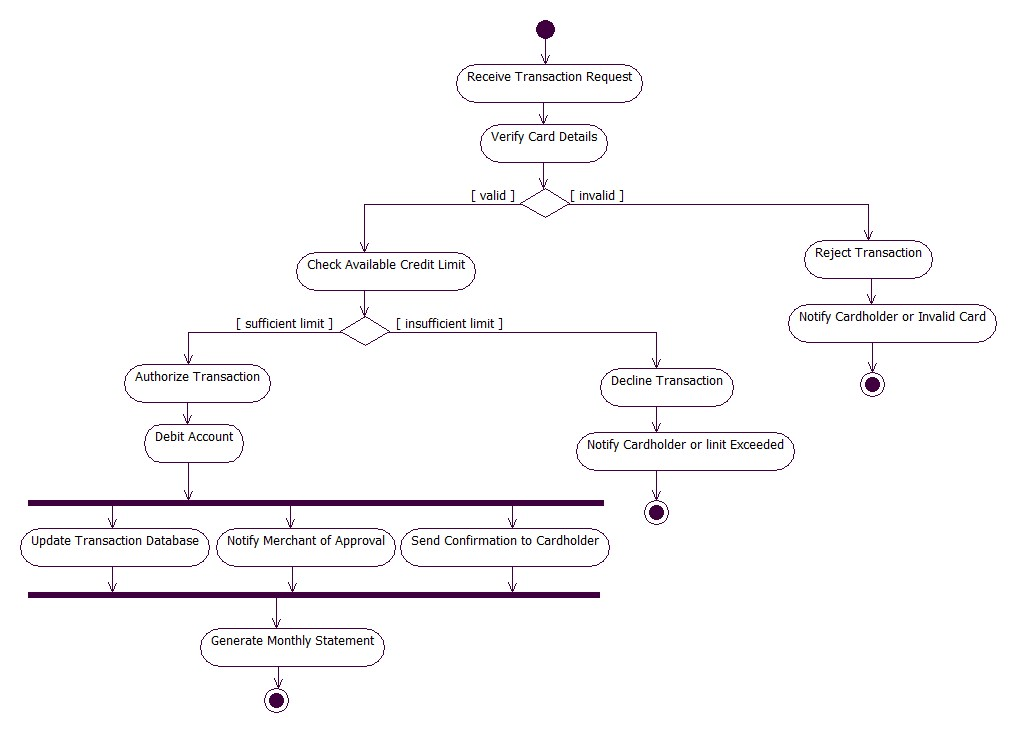 Receive Transaction Request
Verify Card Details
[ valid ]
[ invalid ]
Check Available Credit Limit
Reject Transaction
Notify Cardholder or Invalid Card
[ sufficient limit ]
[ insufficient limit ]
Authorize Transaction
Decline Transaction
Debit Account
Notify Cardholder or linit Exceeded
Update Transaction Database
Notify Merchant of Approval
Send Confirmation to Cardholder
Generate Monthly Statement